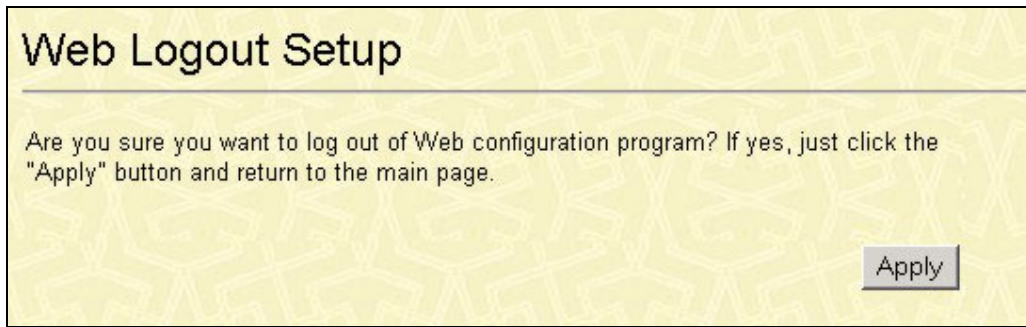 Web Logout Setup
Are you sure you want to log out of Web configuration program? If yes, just click the
"Apply" button and return to the main page.
Apply